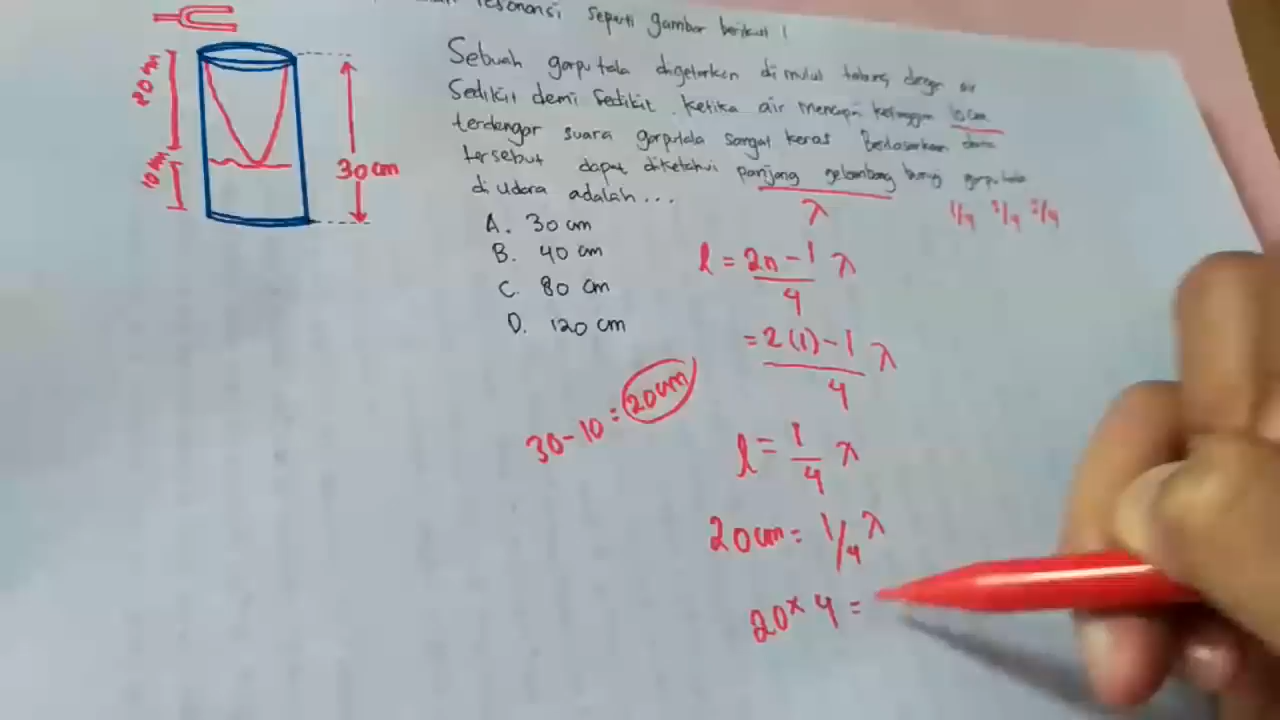 resonansi seperti gambar berikut !
Sebuah garputala digetarkan di mulut tabung dengan air
Sedikit demi Sedikit. Ketika air mencapai ketinggian 10 cm
terdengar suara garputala sangat keras Berdasarkan data
tersebut dapat diketahui panjang gelombang bunyi garputala
di udara adalah...
λ
1/4 3/4
A. 30 cm
B. 40 cm
C. 80 cm
D. 120 cm
20 cm
10 cm
30 cm
l = 2n - 1 λ
4
= 2(1) - 1 λ
4
30 - 10 = 20 cm
l = 1 λ
4
20 cm = 1/4 λ
20 x 4 =